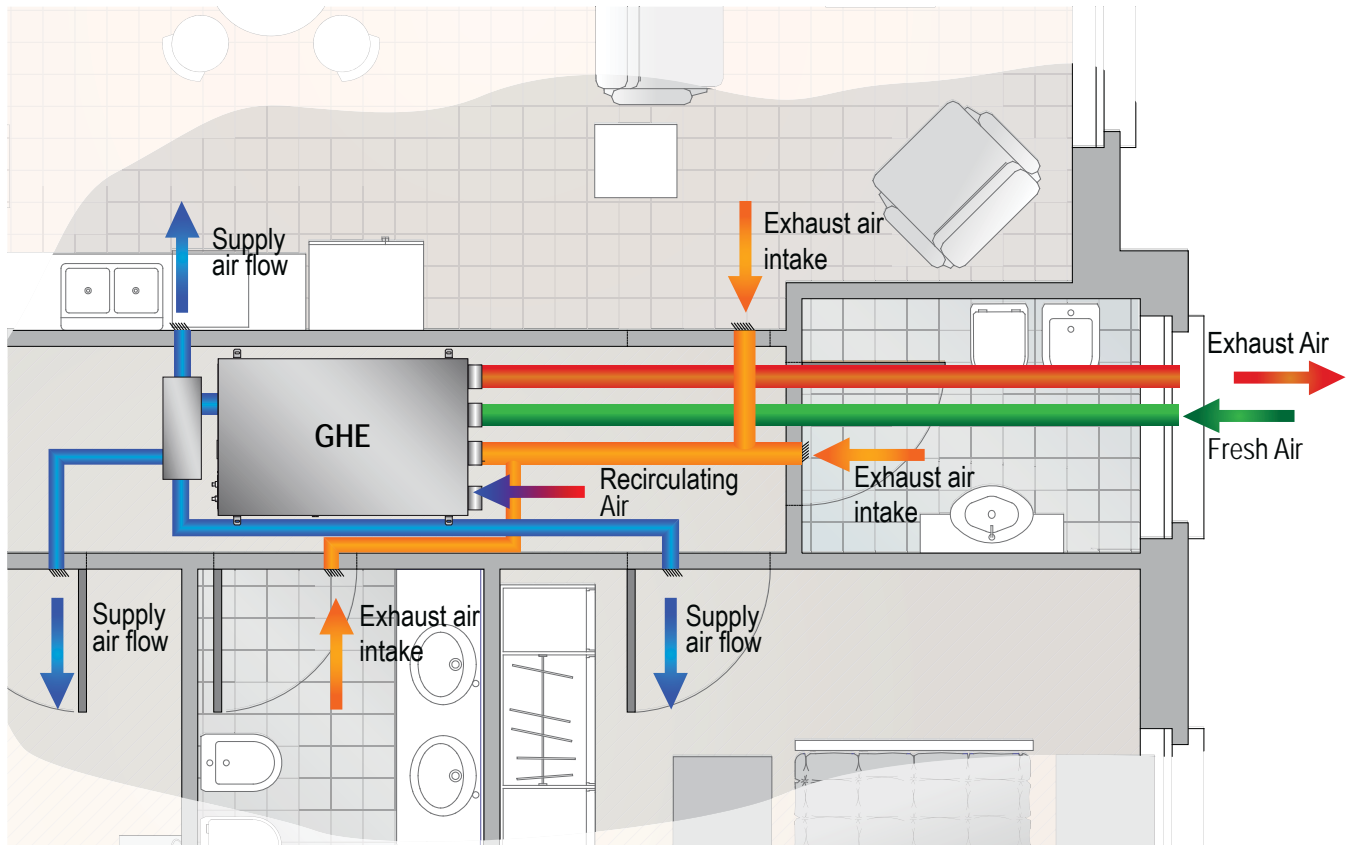 Supply
air flow
Exhaust air
intake
Exhaust Air
GHE
Fresh Air
Recirculating
Air
Exhaust air
intake
Supply
air flow
Exhaust air
intake
Supply
air flow